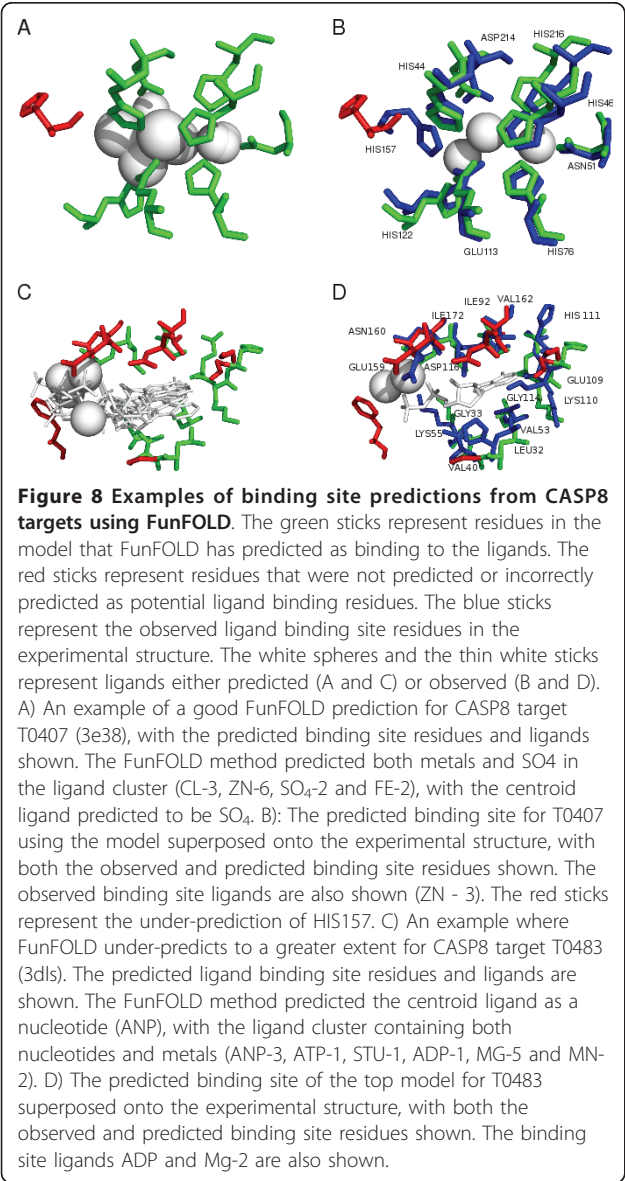 A
B
ASP214
HIS216
HIS44
HIS46
HIS157
ASN51
HIS122
GLU113
HIS76
C
D
ILE92
VAL162
ILE172
HIS 111
ASN160
GLU159
ASP116
GLU109
GLY114
LYS110
GLY33
LYS55
VAL53
LEU32
VAL40
Figure 8 Examples of binding site predictions from CASP8
targets using FunFOLD. The green sticks represent residues in the
model that FunFOLD has predicted as binding to the ligands. The
red sticks represent residues that were not predicted or incorrectly
predicted as potential ligand binding residues. The blue sticks
represent the observed ligand binding site residues in the
experimental structure. The white spheres and the thin white sticks
represent ligands either predicted (A and C) or observed (B and D).
A) An example of a good FunFOLD prediction for CASP8 target
T0407 (3e38), with the predicted binding site residues and ligands
shown. The FunFOLD method predicted both metals and SO4 in
the ligand cluster (CL-3, ZN-6, SO₄-2 and FE-2), with the centroid
ligand predicted to be SO₄. B): The predicted binding site for T0407
using the model superposed onto the experimental structure, with
both the observed and predicted binding site residues shown. The
observed binding site ligands are also shown (ZN - 3). The red sticks
represent the under-prediction of HIS157. C) An example where
FunFOLD under-predicts to a greater extent for CASP8 target T0483
(3dls). The predicted ligand binding site residues and ligands are
shown. The FunFOLD method predicted the centroid ligand as a
nucleotide (ANP), with the ligand cluster containing both
nucleotides and metals (ANP-3, ATP-1, STU-1, ADP-1, MG-5 and MN-
2). D) The predicted binding site of the top model for T0483
superposed onto the experimental structure, with both the
observed and predicted binding site residues shown. The binding
site ligands ADP and Mg-2 are also shown.